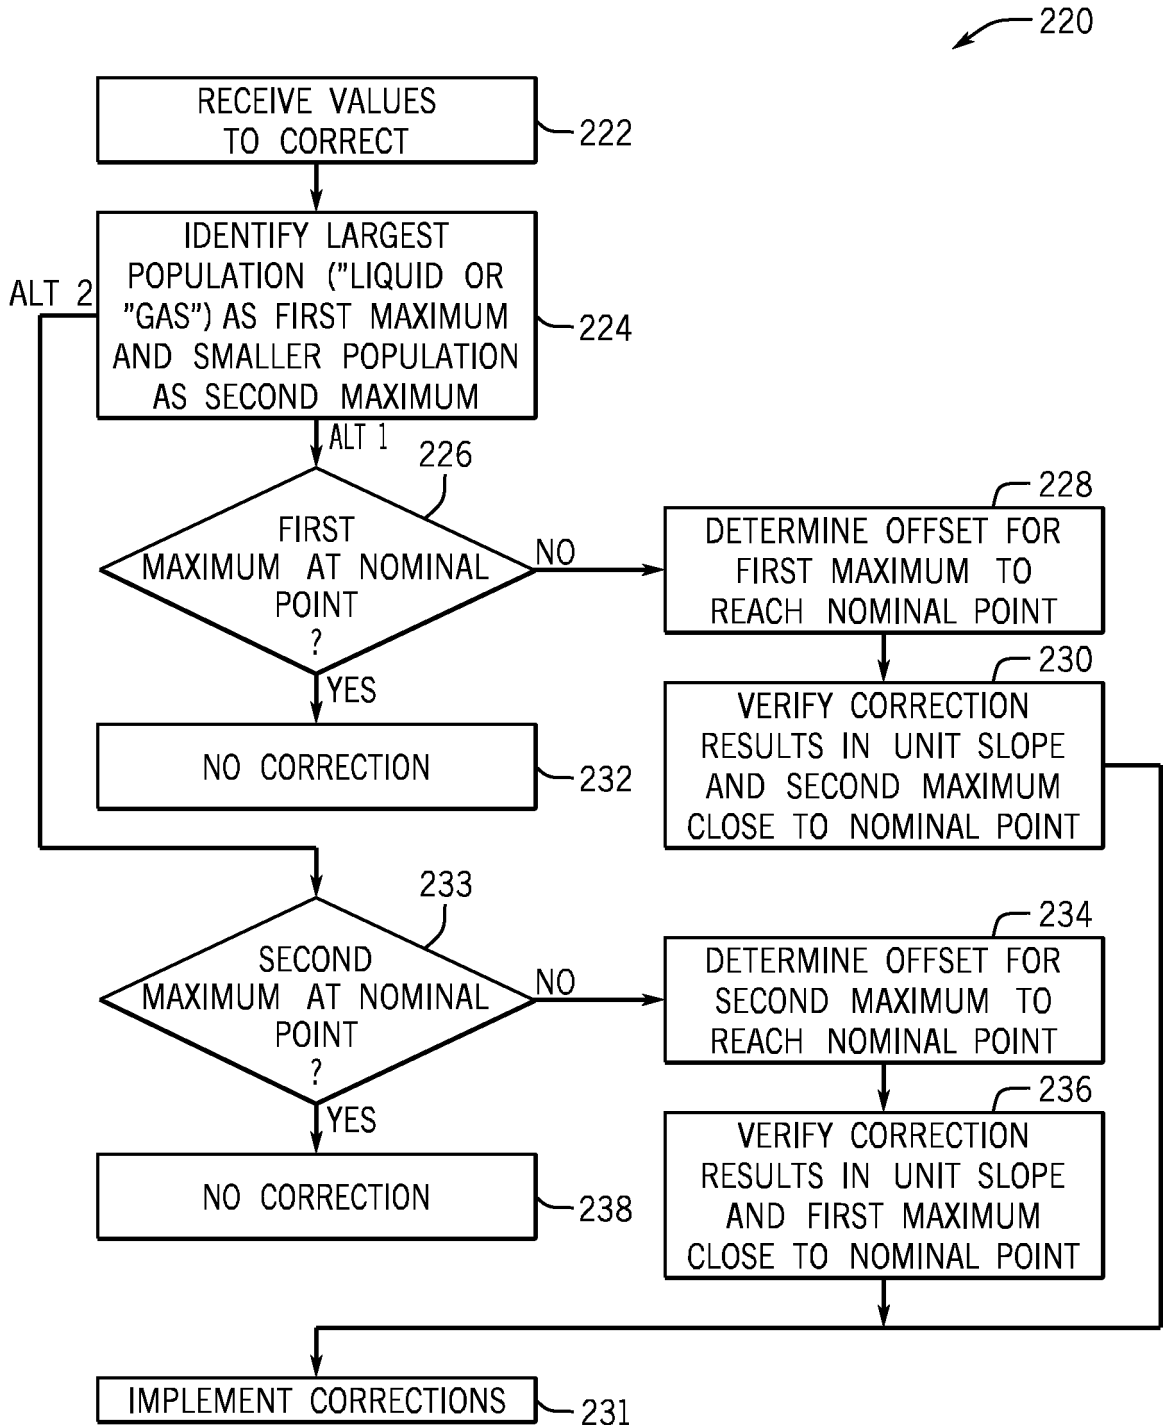 220
RECEIVE VALUES
TO CORRECT
222
IDENTIFY LARGEST
POPULATION ("LIQUID OR
"GAS") AS FIRST MAXIMUM
AND SMALLER POPULATION
AS SECOND MAXIMUM
224
ALT 2
ALT 1
226
FIRST
MAXIMUM AT NOMINAL
POINT
?
NO
YES
228
DETERMINE OFFSET FOR
FIRST MAXIMUM TO
REACH NOMINAL POINT
230
VERIFY CORRECTION
RESULTS IN UNIT SLOPE
AND SECOND MAXIMUM
CLOSE TO NOMINAL POINT
NO CORRECTION
232
233
SECOND
MAXIMUM AT NOMINAL
POINT
?
NO
YES
234
DETERMINE OFFSET FOR
SECOND MAXIMUM TO
REACH NOMINAL POINT
236
VERIFY CORRECTION
RESULTS IN UNIT SLOPE
AND FIRST MAXIMUM
CLOSE TO NOMINAL POINT
NO CORRECTION
238
IMPLEMENT CORRECTIONS
231